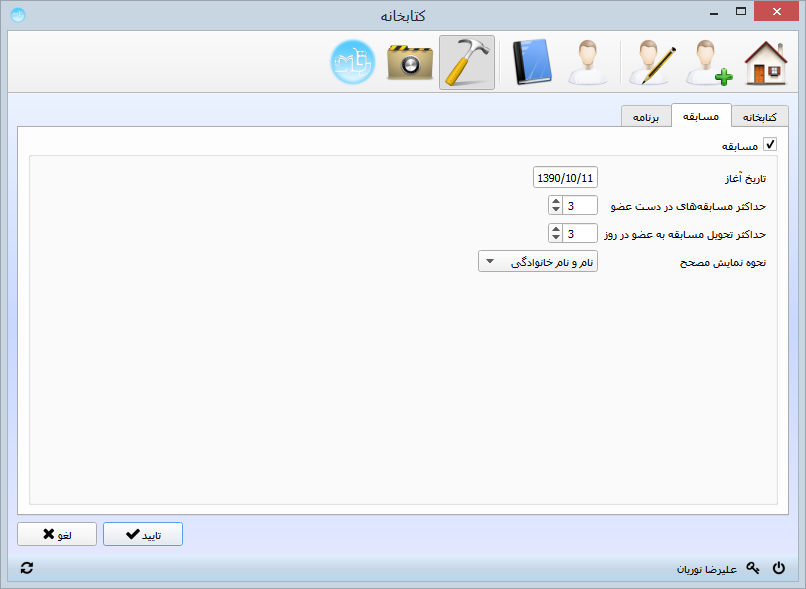 کتابخانه
کتابخانه
مسابقه
برنامه
مسابقه
تاریخ آغاز 1390/10/11
حداکثر مسابقه‌های در دست عضو 3
حداکثر تحویل مسابقه به عضو در روز 3
نحوه نمایش مصحح نام و نام خانوادگی
تایید
لغو
علیرضا نوریان